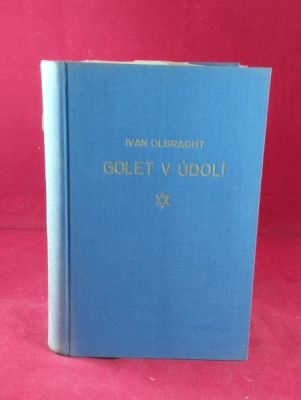 IVAN OLBRACHT
GOLET V ÚDOLÍ